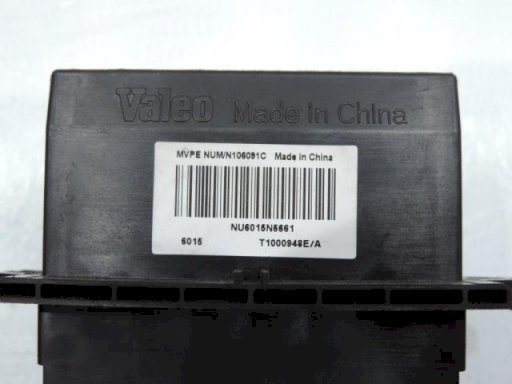 Valeo Made in China
MVPE NUM/N106081C Made in China
NU6015N5661
6015 T1000948E/A